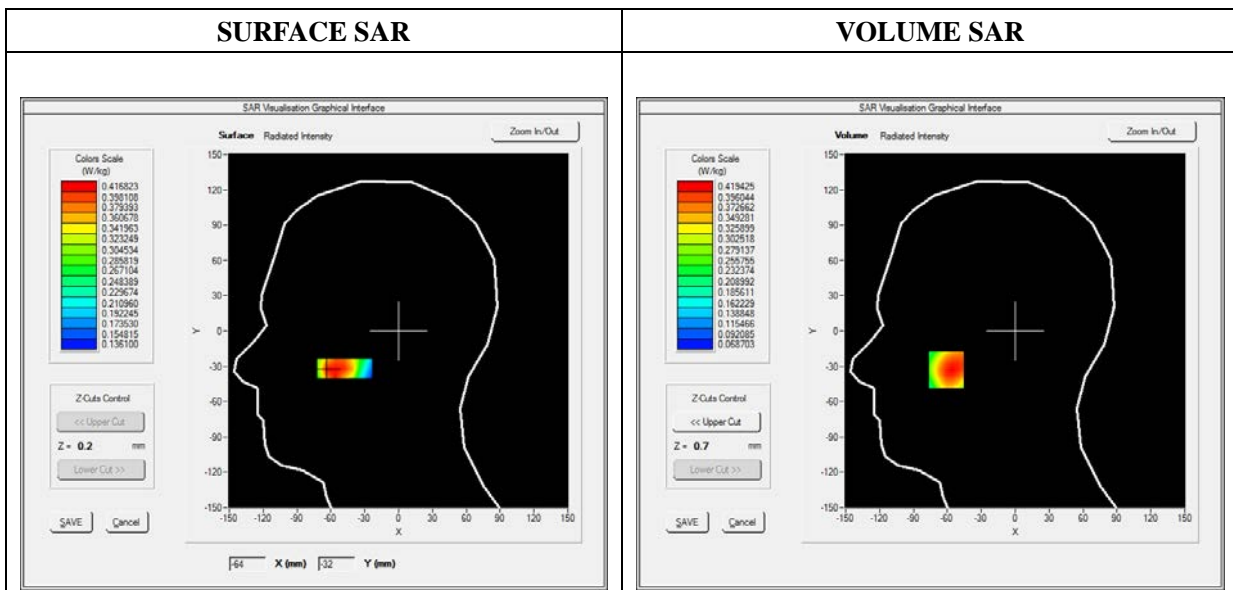 SURFACE SAR
VOLUME SAR
SAR Visualisation Graphical Interface
Surface Radiated Intensity
Zoom In/Out
Colors Scale
(W/kg)
0.416823
0.398108
0.379393
0.360678
0.341963
0.323249
0.304534
0.285819
0.267104
0.248389
0.229674
0.210960
0.192245
0.173530
0.154815
0.136100
Z-Cuts Control
<< Upper Cut
Z = 0.2 mm
Lower Cut >>
SAVE Cancel
150
120
90
60
30
0
-30
-60
-90
-120
-150
Y
-150 -120 -90 -60 -30 0 30 60 90 120 150
X
-64 X (mm) -32 Y (mm)
SAR Visualisation Graphical Interface
Volume Radiated Intensity
Zoom In/Out
Colors Scale
(W/kg)
0.419425
0.396044
0.372662
0.349281
0.325899
0.302518
0.279137
0.255755
0.232374
0.208992
0.185611
0.162229
0.138848
0.115466
0.092085
0.068703
Z-Cuts Control
<< Upper Cut
Z = 0.7 mm
Lower Cut >>
SAVE Cancel
150
120
90
60
30
0
-30
-60
-90
-120
-150
Y
-150 -120 -90 -60 -30 0 30 60 90 120 150
X